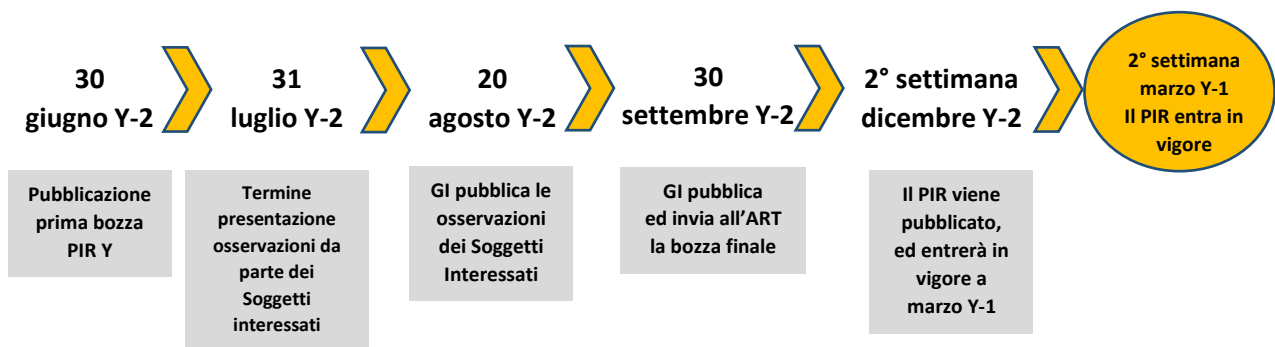 30
giugno Y-2
31
luglio Y-2
20
agosto Y-2
30
settembre Y-2
2° settimana
dicembre Y-2
2° settimana
marzo Y-1
Il PIR entra in
vigore
Pubblicazione
prima bozza
PIR Y
Termine
presentazione
osservazioni da
parte dei
Soggetti
interessati
GI pubblica le
osservazioni
dei Soggetti
Interessati
GI pubblica
ed invia all'ART
la bozza finale
Il PIR viene
pubblicato,
ed entrerà in
vigore a
marzo Y-1